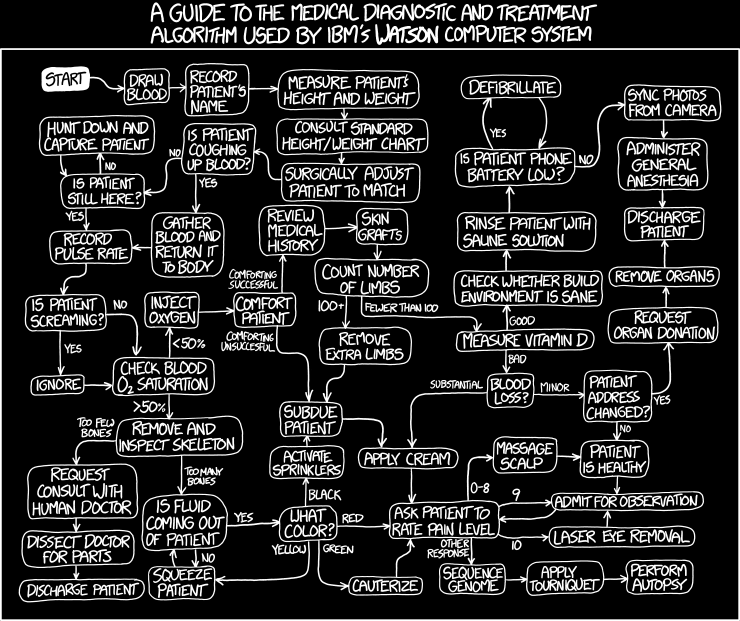 A GUIDE TO THE MEDICAL DIAGNOSTIC AND TREATMENT
ALGORITHM USED BY IBM'S WATSON COMPUTER SYSTEM
START
DRAW
BLOOD
RECORD
PATIENT'S
NAME
MEASURE PATIENT'S
HEIGHT AND WEIGHT
CONSULT STANDARD
HEIGHT/WEIGHT CHART
SURGICALLY ADJUST
PATIENT TO MATCH
IS PATIENT
COUGHING
UP BLOOD?
NO
YES
HUNT DOWN AND
CAPTURE PATIENT
NO
IS PATIENT
STILL HERE?
YES
GATHER
BLOOD AND
RETURN IT
TO BODY
RECORD
PULSE RATE
IS PATIENT
SCREAMING?
NO
YES
IGNORE
CHECK BLOOD
O2 SATURATION
<50%
INJECT
OXYGEN
COMFORT
PATIENT
COMFORTING
SUCCESSFUL
COMFORTING
UNSUCCESFUL
REVIEW
MEDICAL
HISTORY
SKIN
GRAFTS
COUNT NUMBER
OF LIMBS
100+
FEWER THAN 100
REMOVE
EXTRA LIMBS
SUBDUE
PATIENT
APPLY CREAM
>50%
REMOVE AND
INSPECT SKELETON
TOO FEW
BONES
TOO MANY
BONES
REQUEST
CONSULT WITH
HUMAN DOCTOR
DISSECT DOCTOR
FOR PARTS
DISCHARGE PATIENT
IS FLUID
COMING OUT
OF PATIENT
YES
NO
SQUEEZE
PATIENT
WHAT
COLOR?
BLACK
RED
YELLOW
GREEN
ACTIVATE
SPRINKLERS
CAUTERIZE
DEFIBRILLATE
YES
IS PATIENT PHONE
BATTERY LOW?
NO
RINSE PATIENT WITH
SALINE SOLUTION
CHECK WHETHER BUILD
ENVIRONMENT IS SANE
GOOD
MEASURE VITAMIN D
BAD
BLOOD
LOSS?
SUBSTANTIAL
MINOR
PATIENT
ADDRESS
CHANGED?
YES
NO
SYNC PHOTOS
FROM CAMERA
ADMINISTER
GENERAL
ANESTHESIA
DISCHARGE
PATIENT
REMOVE ORGANS
REQUEST
ORGAN DONATION
PATIENT
IS HEALTHY
MASSAGE
SCALP
ASK PATIENT TO
RATE PAIN LEVEL
0-8
9
10
OTHER
RESPONSE
ADMIT FOR OBSERVATION
LASER EYE REMOVAL
SEQUENCE
GENOME
APPLY
TOURNIQUET
PERFORM
AUTOPSY